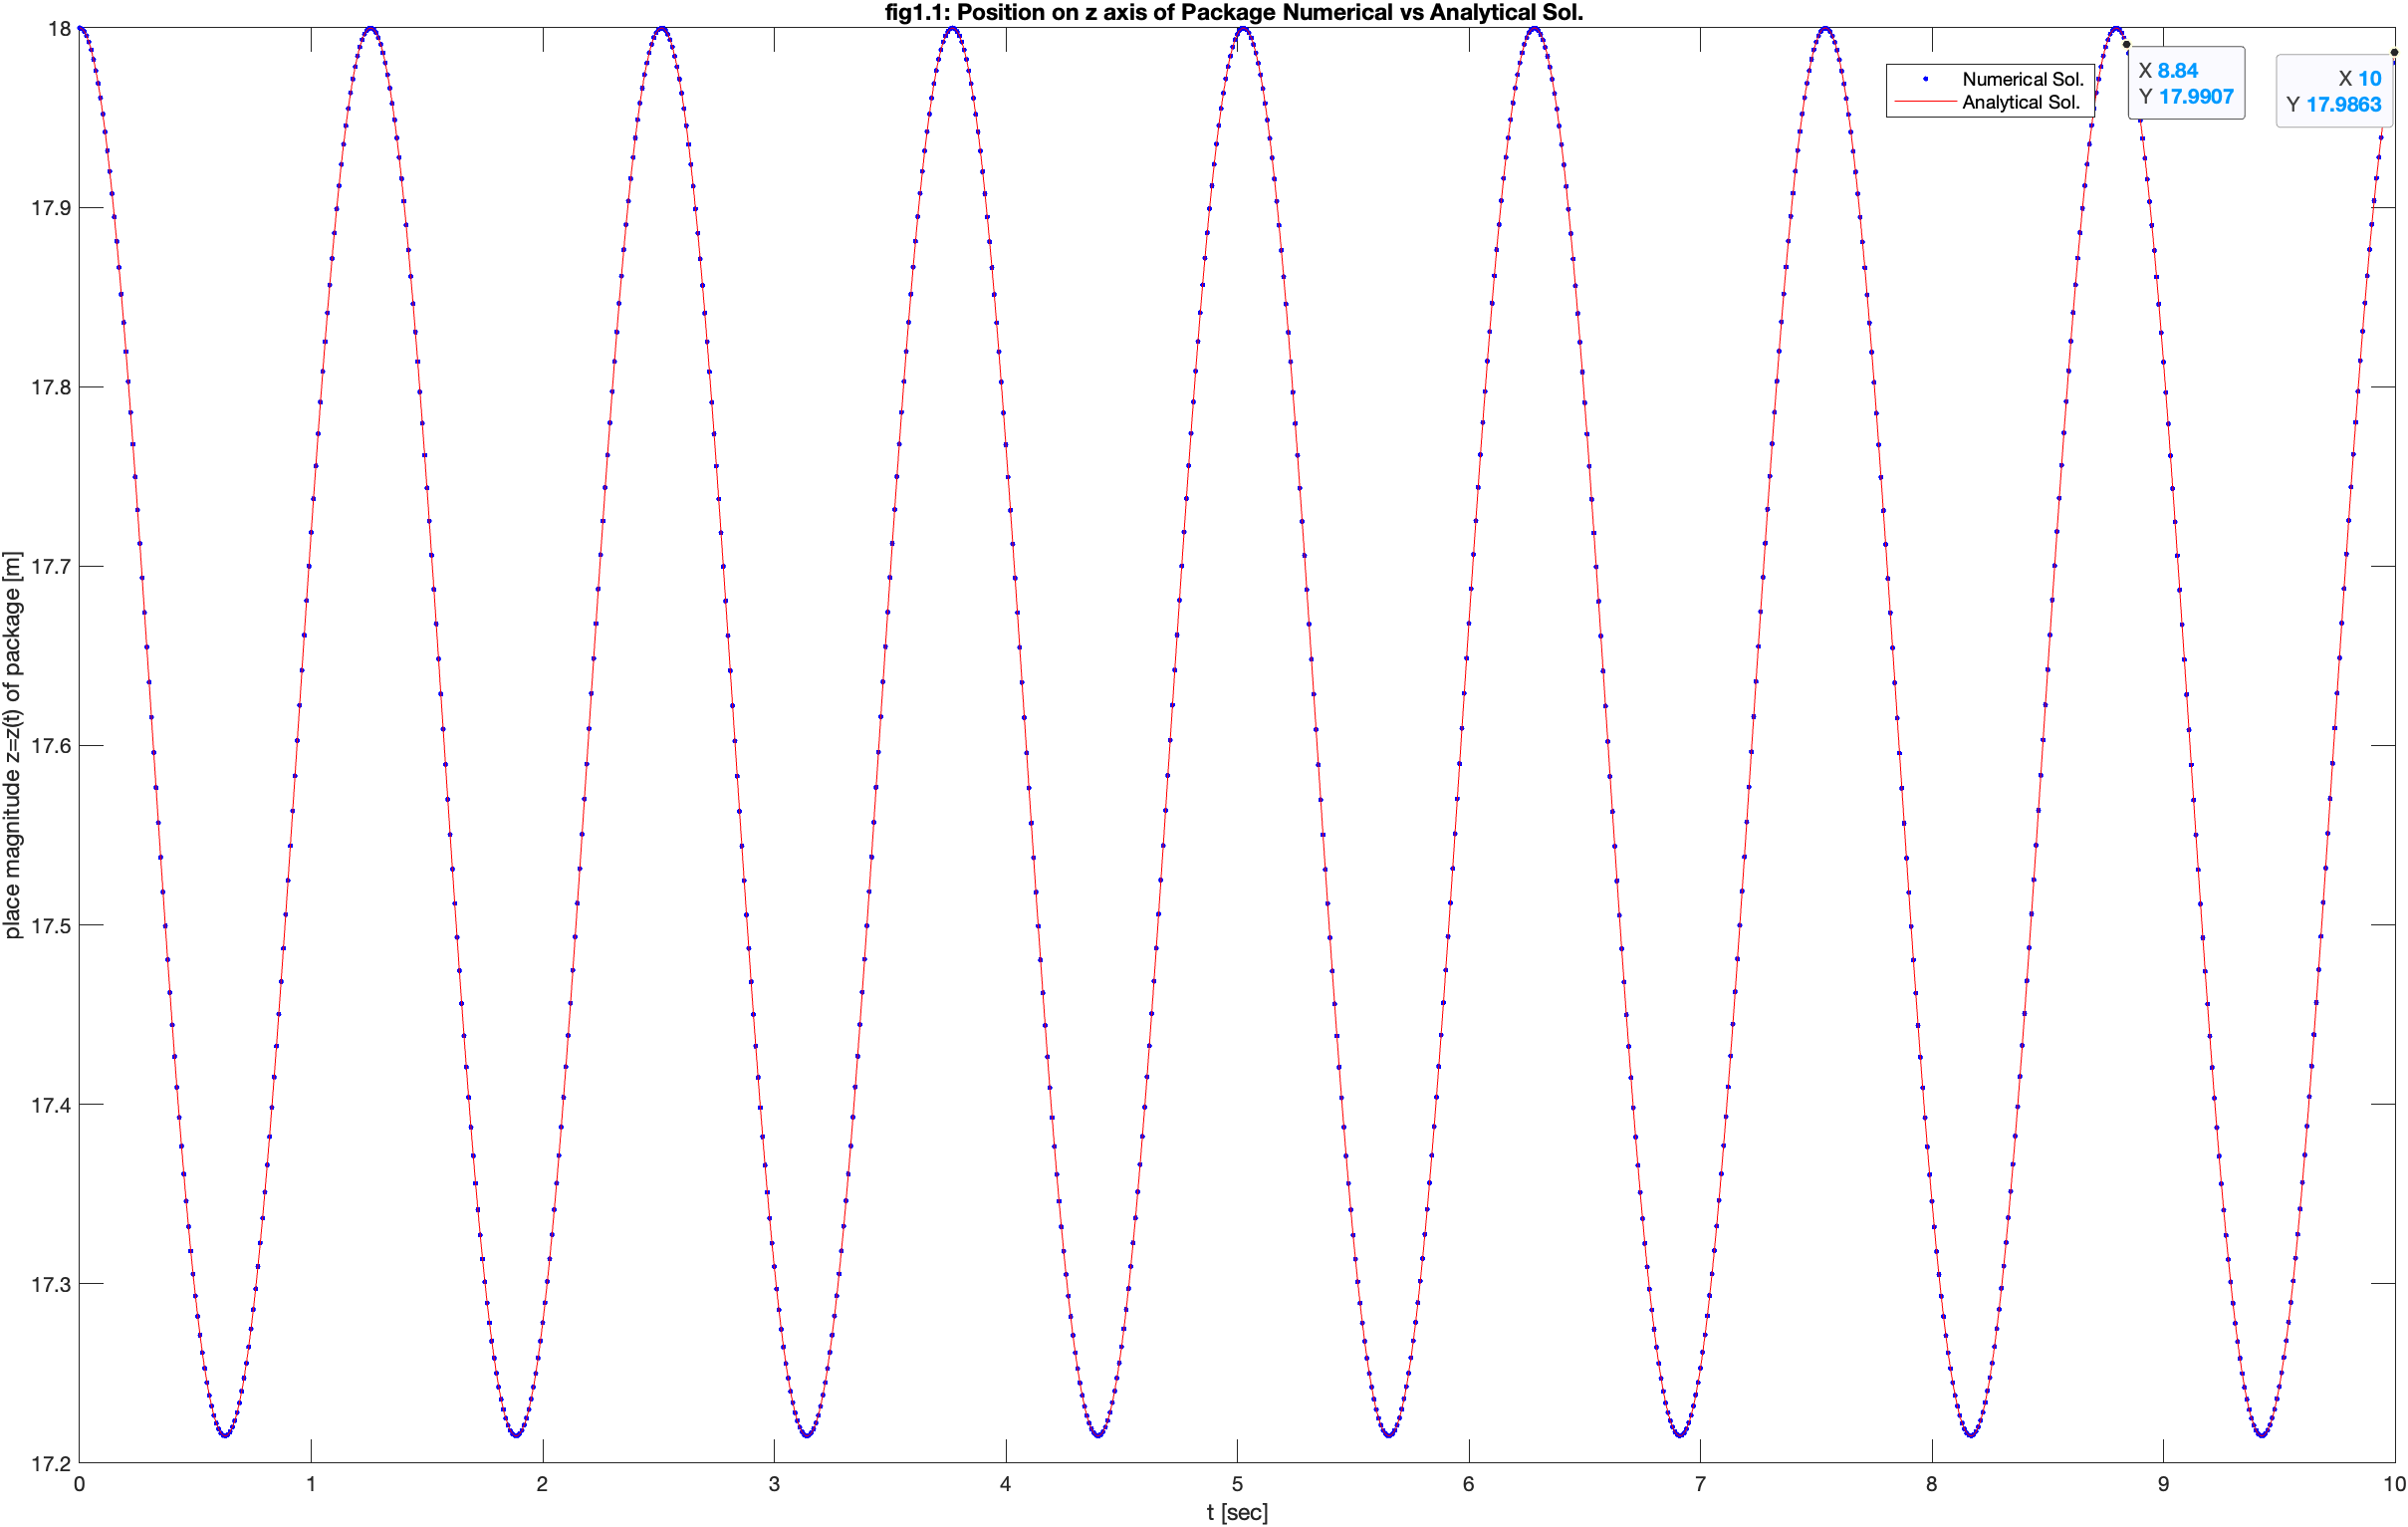 fig1.1: Position on z axis of Package Numerical vs Analytical Sol.
18
17.9
17.8
17.7
17.6
17.5
17.4
17.3
17.2
place magnitude z=z(t) of package [m]
Numerical Sol.
Analytical Sol.
X 8.84
Y 17.9907
X 10
Y 17.9863
0 1 2 3 4 5 6 7 8 9 10
t [sec]